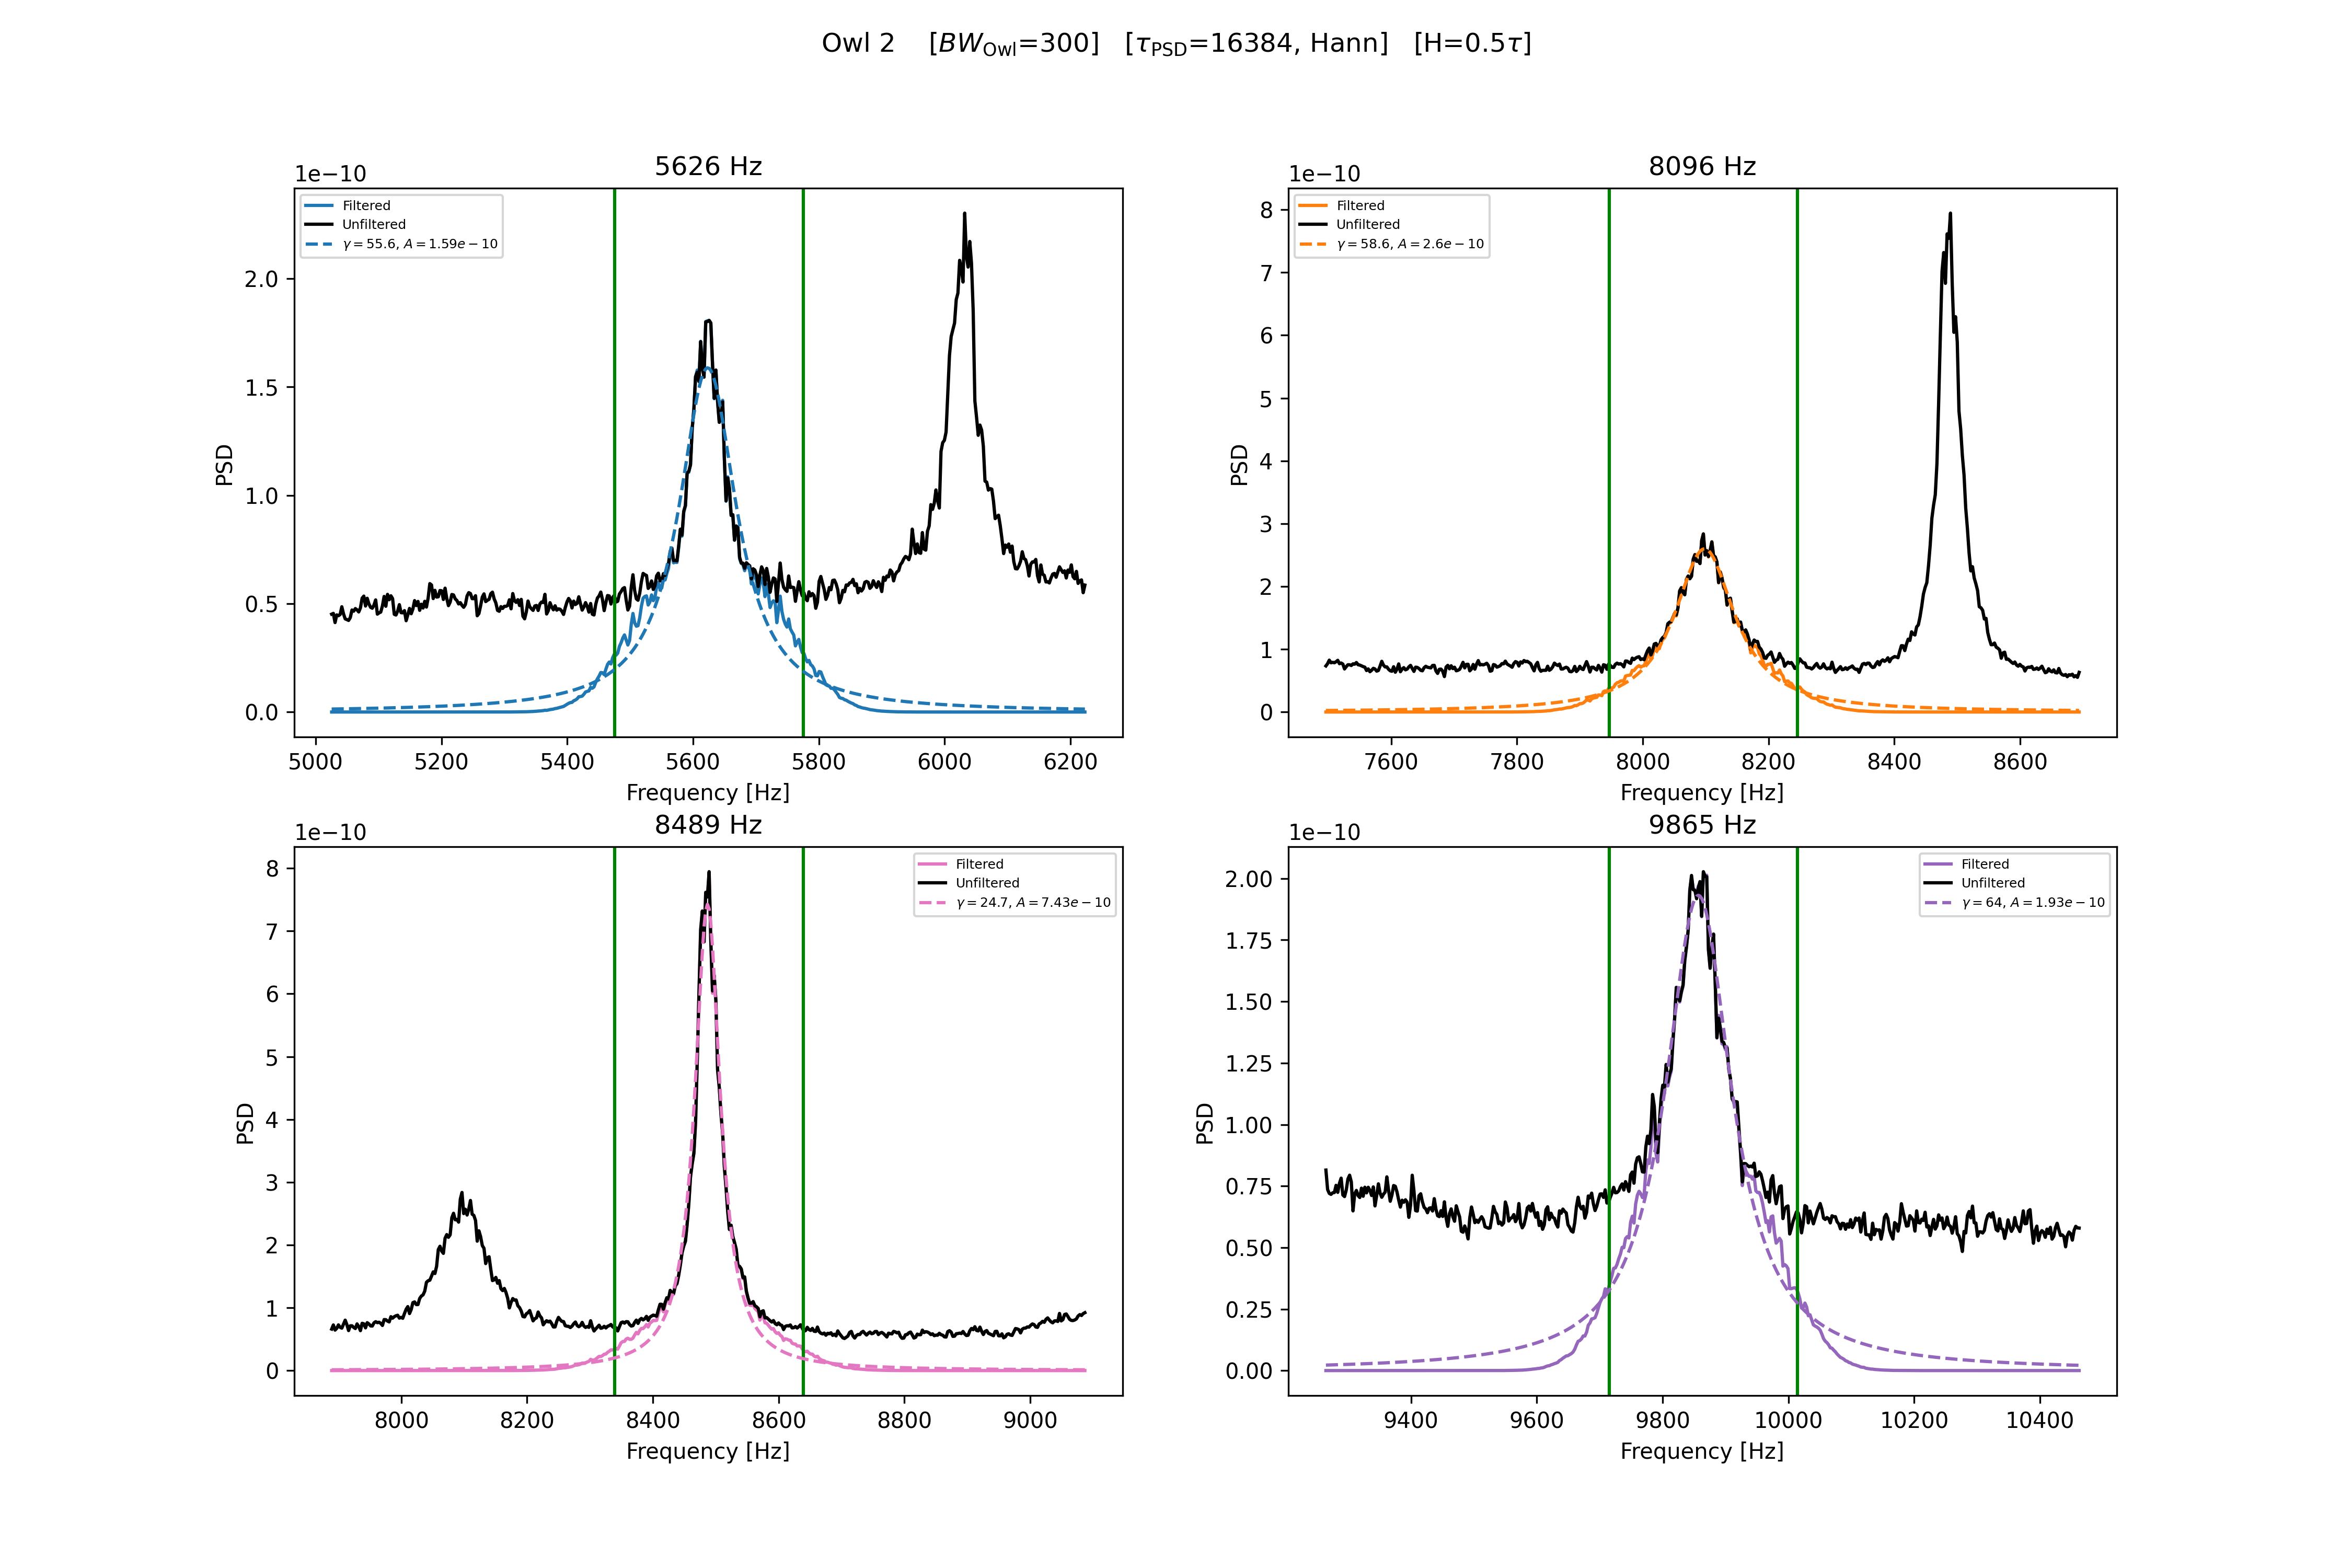 Owl 2 [BW_Owl=300] [τ_PSD=16384, Hann] [H=0.5τ]
1e−10
5626 Hz
Filtered
Unfiltered
γ = 55.6, A = 1.59e − 10
PSD
2.0
1.5
1.0
0.5
0.0
5000 5200 5400 5600 5800 6000 6200
Frequency [Hz]
1e−10
8096 Hz
Filtered
Unfiltered
γ = 58.6, A = 2.6e − 10
PSD
8
7
6
5
4
3
2
1
0
7600 7800 8000 8200 8400 8600
Frequency [Hz]
1e−10
8489 Hz
Filtered
Unfiltered
γ = 24.7, A = 7.43e − 10
PSD
8
7
6
5
4
3
2
1
0
8000 8200 8400 8600 8800 9000
Frequency [Hz]
1e−10
9865 Hz
Filtered
Unfiltered
γ = 64, A = 1.93e − 10
PSD
2.00
1.75
1.50
1.25
1.00
0.75
0.50
0.25
0.00
9400 9600 9800 10000 10200 10400
Frequency [Hz]